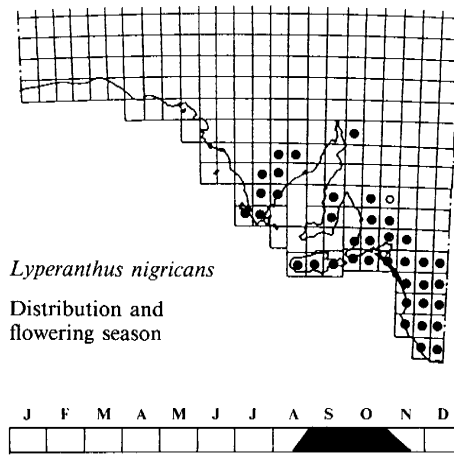 Lyperanthus nigricans
Distribution and
flowering season
J F M A M J J A S O N D